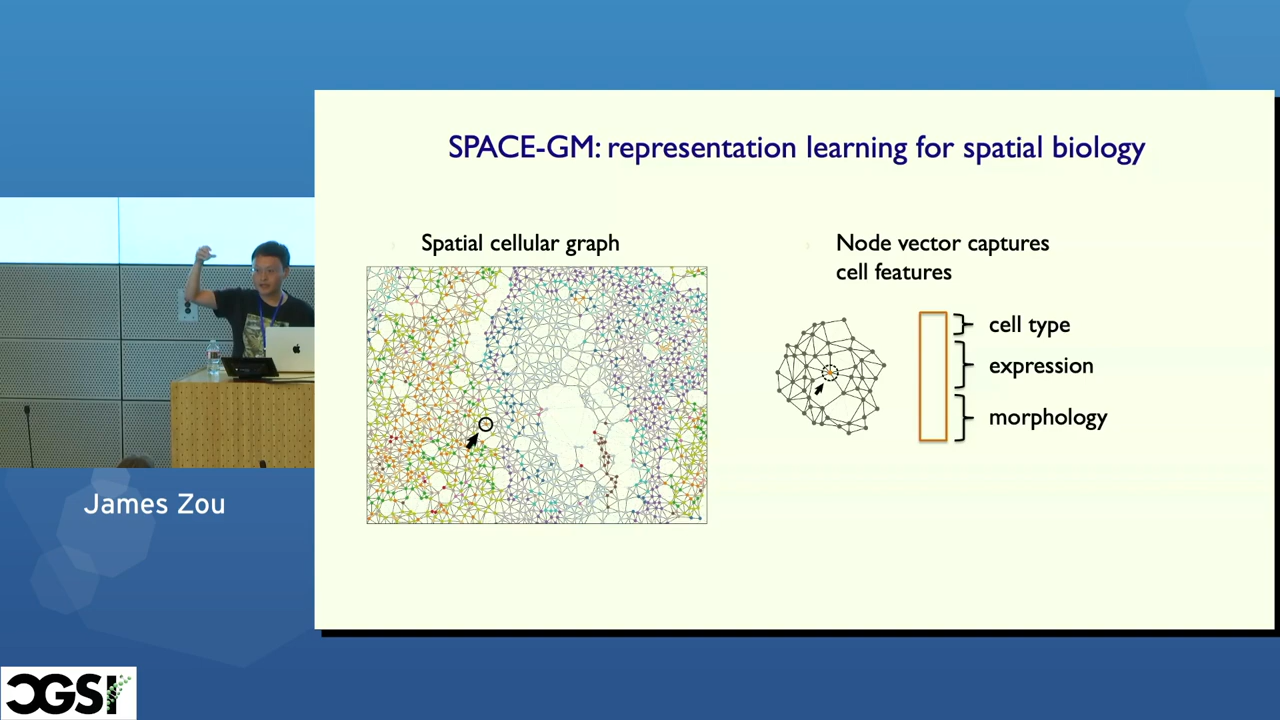 SPACE-GM: representation learning for spatial biology
Spatial cellular graph
Node vector captures
cell features
cell type
expression
morphology
James Zou
CGSI